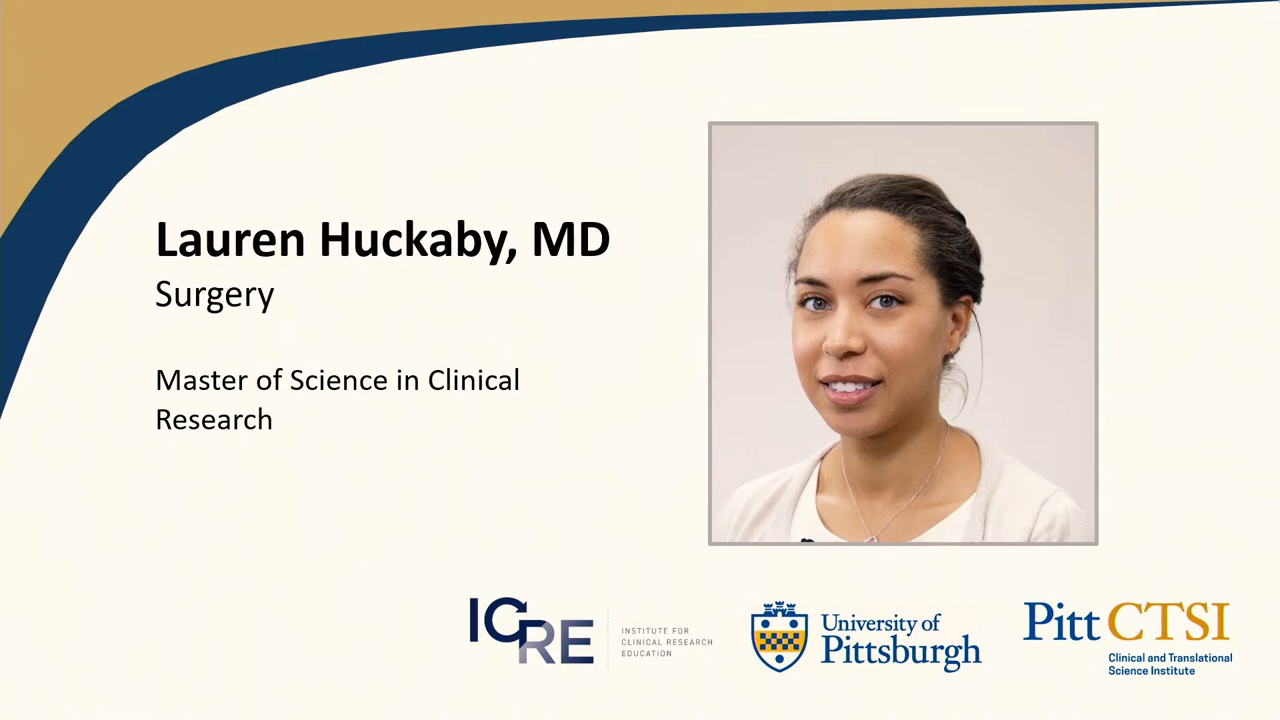 Lauren Huckaby, MD
Surgery
Master of Science in Clinical
Research
ICRE
INSTITUTE FOR
CLINICAL RESEARCH
EDUCATION
University of
Pittsburgh
Pitt CTSI
Clinical and Translational
Science Institute